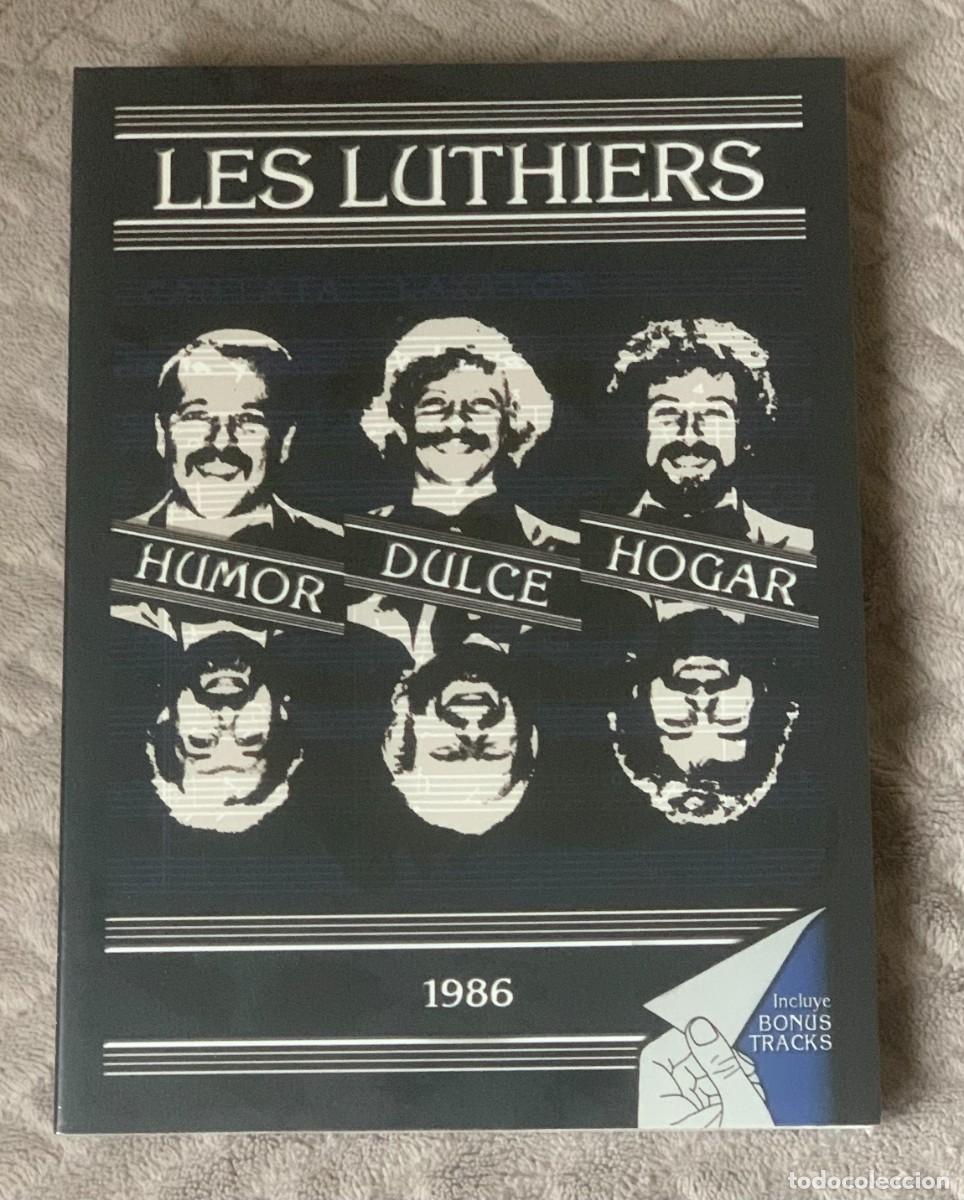 LES LUTHIERS
HUMOR
DULCE
HOGAR
1986
Incluye
BONUS
TRACKS
todocoleccion